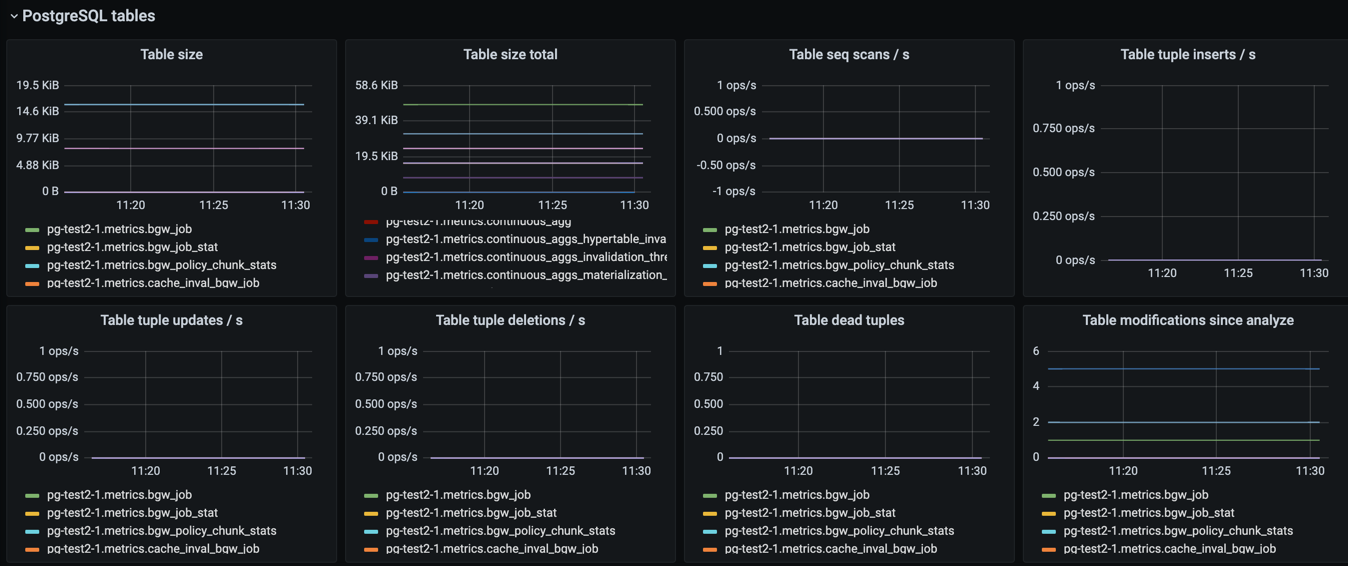 PostgreSQL tables
Table size
19.5 KiB
14.6 KiB
9.77 KiB
4.88 KiB
0 B
11:20 11:25 11:30
pg-test2-1.metrics.bgw_job
pg-test2-1.metrics.bgw_job_stat
pg-test2-1.metrics.bgw_policy_chunk_stats
pg-test2-1.metrics.cache_inval_bgw_job
Table size total
58.6 KiB
39.1 KiB
19.5 KiB
0 B
11:20 11:25 11:30
pg-test2-1.metrics.continuous_agg
pg-test2-1.metrics.continuous_aggs_hypertable_inva
pg-test2-1.metrics.continuous_aggs_invalidation_thre
pg-test2-1.metrics.continuous_aggs_materialization_
Table seq scans / s
1 ops/s
0.500 ops/s
0 ops/s
-0.50 ops/s
-1 ops/s
11:20 11:25 11:30
pg-test2-1.metrics.bgw_job
pg-test2-1.metrics.bgw_job_stat
pg-test2-1.metrics.bgw_policy_chunk_stats
pg-test2-1.metrics.cache_inval_bgw_job
Table tuple inserts / s
1 ops/s
0.750 ops/s
0.500 ops/s
0.250 ops/s
0 ops/s
11:20 11:25 11:30
Table tuple updates / s
1 ops/s
0.750 ops/s
0.500 ops/s
0.250 ops/s
0 ops/s
11:20 11:25 11:30
pg-test2-1.metrics.bgw_job
pg-test2-1.metrics.bgw_job_stat
pg-test2-1.metrics.bgw_policy_chunk_stats
pg-test2-1.metrics.cache_inval_bgw_job
Table tuple deletions / s
1 ops/s
0.750 ops/s
0.500 ops/s
0.250 ops/s
0 ops/s
11:20 11:25 11:30
pg-test2-1.metrics.bgw_job
pg-test2-1.metrics.bgw_job_stat
pg-test2-1.metrics.bgw_policy_chunk_stats
pg-test2-1.metrics.cache_inval_bgw_job
Table dead tuples
1
0.750
0.500
0.250
0
11:20 11:25 11:30
pg-test2-1.metrics.bgw_job
pg-test2-1.metrics.bgw_job_stat
pg-test2-1.metrics.bgw_policy_chunk_stats
pg-test2-1.metrics.cache_inval_bgw_job
Table modifications since analyze
6
4
2
0
11:20 11:25 11:30
pg-test2-1.metrics.bgw_job
pg-test2-1.metrics.bgw_job_stat
pg-test2-1.metrics.bgw_policy_chunk_stats
pg-test2-1.metrics.cache_inval_bgw_job